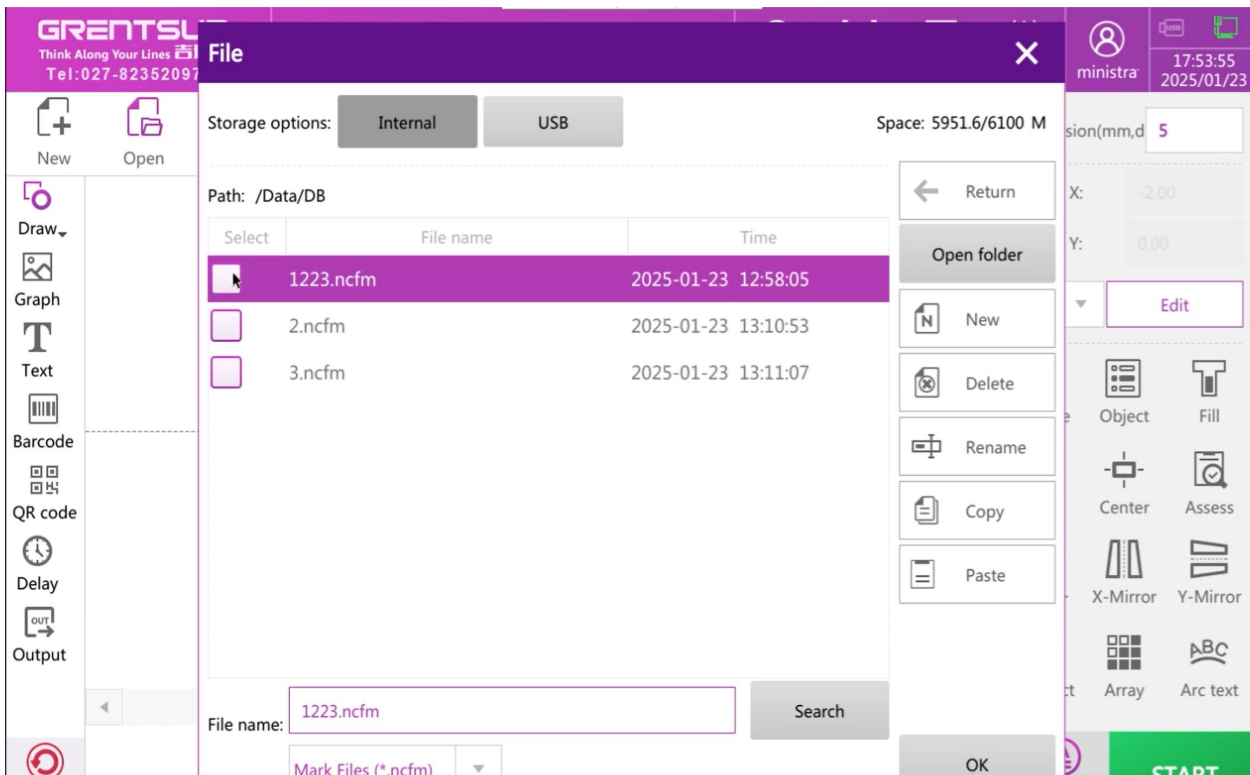 GRENTSU
Think Along Your Lines
Tel:027-82352097
File
ministra
17:53:55
2025/01/23
New
Open
Storage options:
Internal
USB
Space: 5951.6/6100 M
sion(mm,d
5
Path: /Data/DB
Return
X:
-2.00
Draw
Select
File name
Time
Open folder
Y:
0.00
1223.ncfm
2025-01-23 12:58:05
Graph
2.ncfm
2025-01-23 13:10:53
New
Edit
Text
3.ncfm
2025-01-23 13:11:07
Delete
Object
Fill
Barcode
Rename
QR code
Copy
Center
Assess
Delay
Paste
X-Mirror
Y-Mirror
OUT
Output
ABC
Array
Arc text
File name:
1223.ncfm
Search
Mark Files (*.ncfm)
OK
START